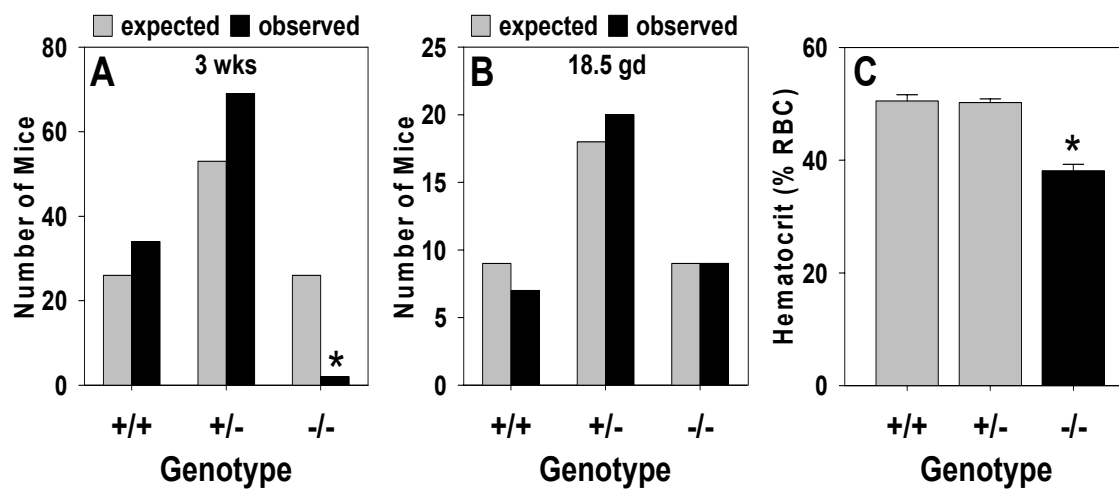 expected observed
A
3 wks
Number of Mice
80
60
40
20
0
+/+ +/- -/-
*
Genotype
expected observed
B
18.5 gd
Number of Mice
25
20
15
10
5
0
+/+ +/- -/-
Genotype
C
Hematocrit (% RBC)
60
40
20
0
*
+/+ +/- -/-
Genotype